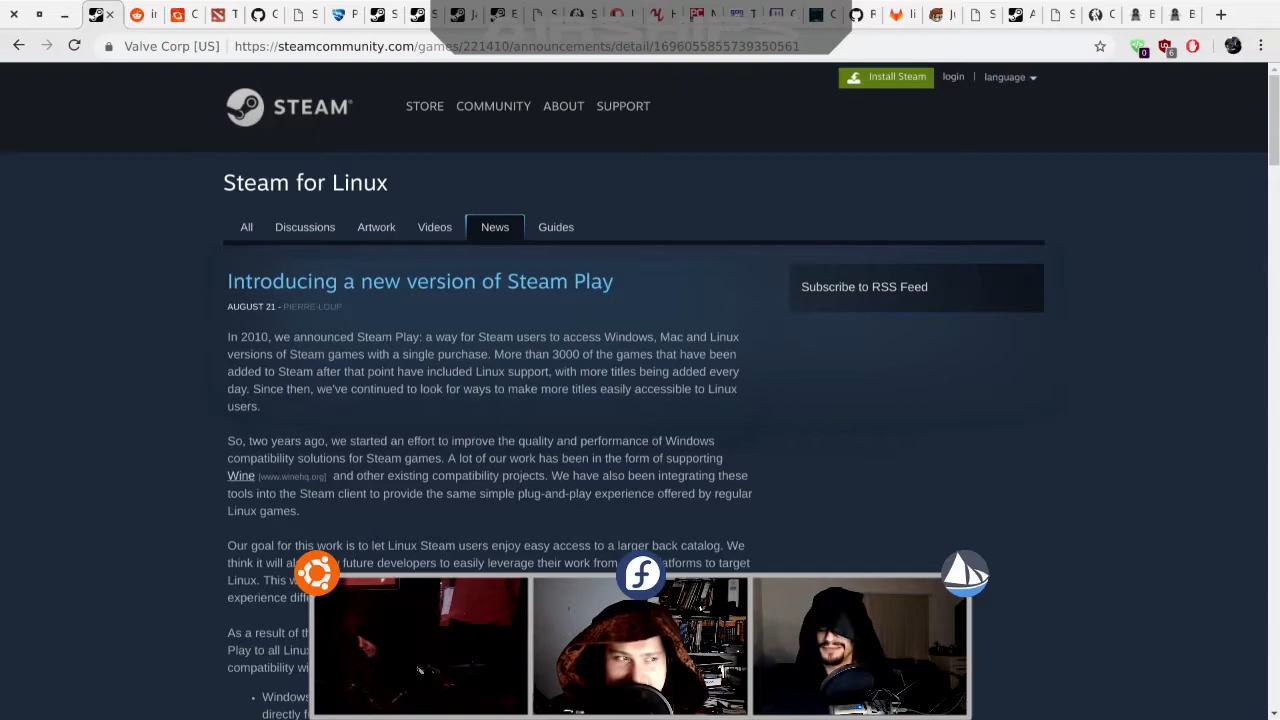 Valve Corp [US] https://steamcommunity.com/games/221410/announcements/detail/1696055855739350561
0
6
Install Steam
login
language
STEAM
STORE
COMMUNITY
ABOUT
SUPPORT
Steam for Linux
All
Discussions
Artwork
Videos
News
Guides
Introducing a new version of Steam Play
AUGUST 21 - PIERRE-LOUP
Subscribe to RSS Feed
In 2010, we announced Steam Play: a way for Steam users to access Windows, Mac and Linux
versions of Steam games with a single purchase. More than 3000 of the games that have been
added to Steam after that point have included Linux support, with more titles being added every
day. Since then, we've continued to look for ways to make more titles easily accessible to Linux
users.
So, two years ago, we started an effort to improve the quality and performance of Windows
compatibility solutions for Steam games. A lot of our work has been in the form of supporting
Wine [www.winehq.org] and other existing compatibility projects. We have also been integrating these
tools into the Steam client to provide the same simple plug-and-play experience offered by regular
Linux games.
Our goal for this work is to let Linux Steam users enjoy easy access to a larger back catalog. We
think it will al future developers to easily leverage their work from latforms to target
Linux. This w
experience diff
As a result of th
Play to all Linu
compatibility wi
Windows
directly f